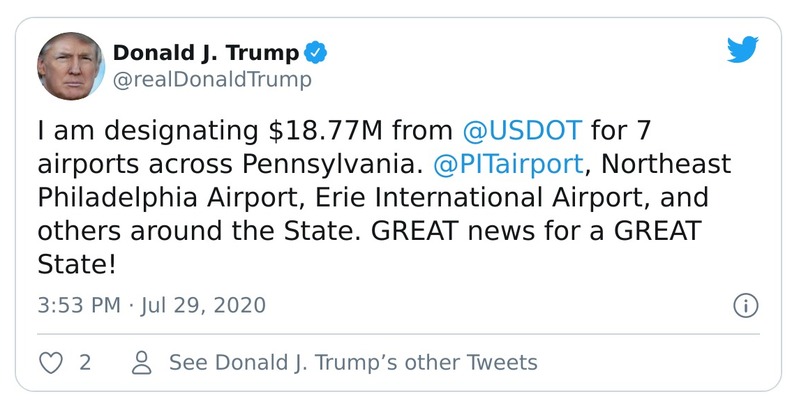 Donald J. Trump
@realDonaldTrump
I am designating $18.77M from @USDOT for 7
airports across Pennsylvania. @PITairport, Northeast
Philadelphia Airport, Erie International Airport, and
others around the State. GREAT news for a GREAT
State!
3:53 PM · Jul 29, 2020
2 See Donald J. Trump’s other Tweets